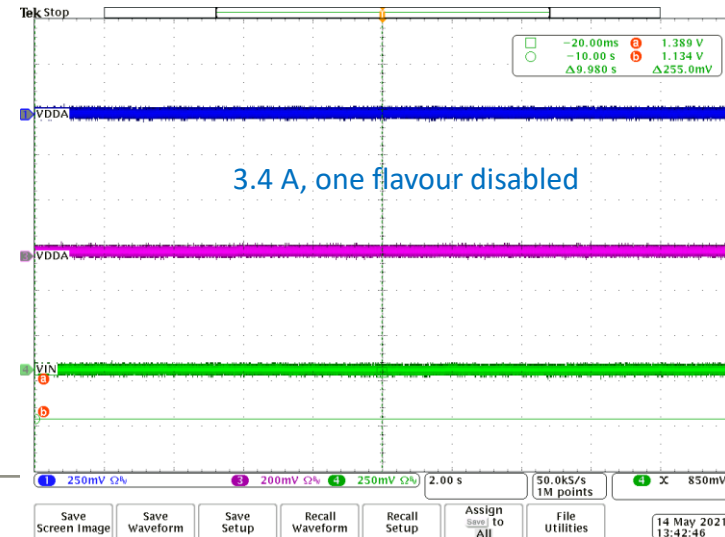 Tek Stop
−20.00ms a 1.389 V
−10.00 s b 1.134 V
Δ9.980 s Δ255.0mV
1 VDDA
3.4 A, one flavour disabled
3 VDDA
4 VIN
a
b
1 250mV Ω 3 200mV Ω 4 250mV Ω 2.00 s 50.0kS/s 4 X 850mV
1M points
Save Screen Image
Save Waveform
Save Setup
Recall Waveform
Recall Setup
Assign Save to All
File Utilities
14 May 2021
13:42:46